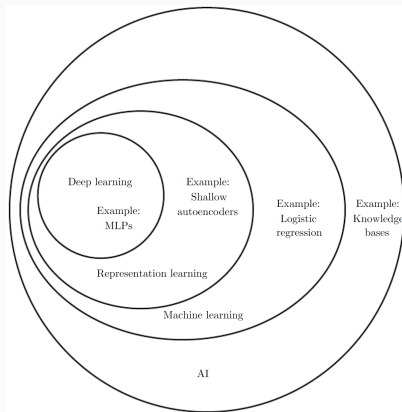 Deep learning
Example:
MLPs
Example:
Shallow
autoencoders
Example:
Logistic
regression
Example:
Knowledge
bases
Representation learning
Machine learning
AI